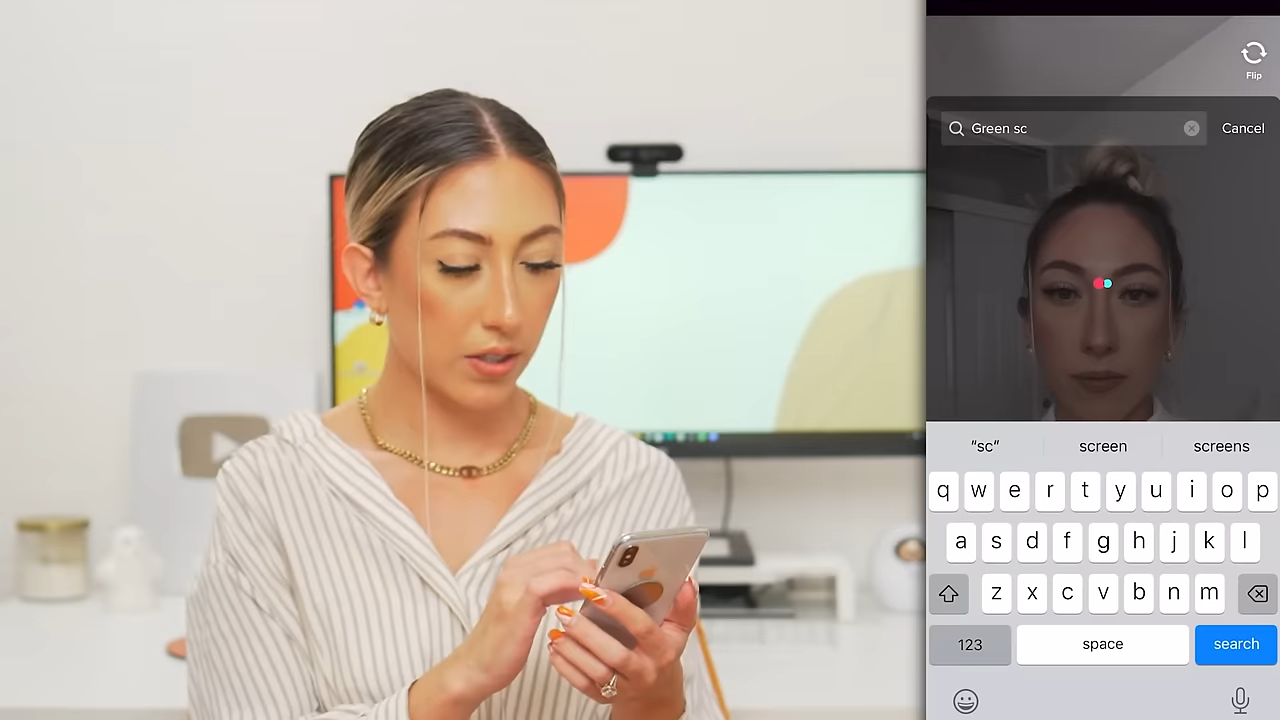 Flip
Green sc
Cancel
"sc" screen screens
q w e r t y u i o p
a s d f g h j k l
z x c v b n m
123 space search